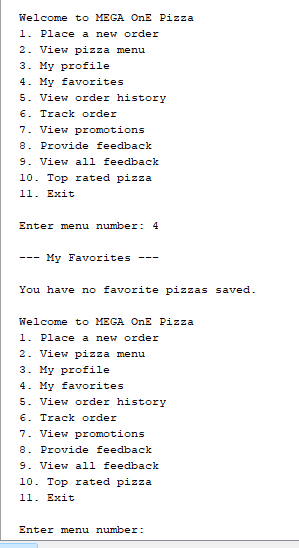 Welcome to MEGA OnE Pizza
1. Place a new order
2. View pizza menu
3. My profile
4. My favorites
5. View order history
6. Track order
7. View promotions
8. Provide feedback
9. View all feedback
10. Top rated pizza
11. Exit
Enter menu number: 4
--- My Favorites ---
You have no favorite pizzas saved.
Welcome to MEGA OnE Pizza
1. Place a new order
2. View pizza menu
3. My profile
4. My favorites
5. View order history
6. Track order
7. View promotions
8. Provide feedback
9. View all feedback
10. Top rated pizza
11. Exit
Enter menu number: